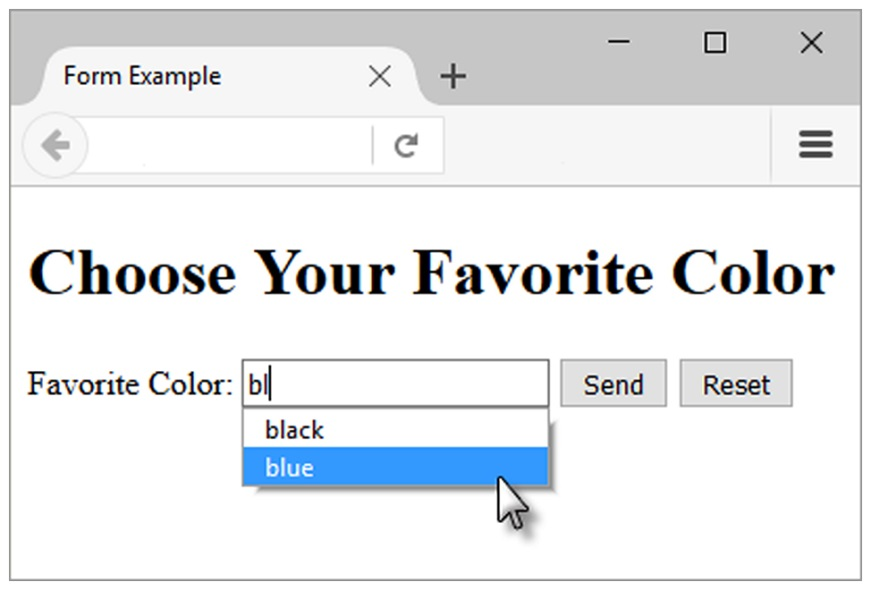 Form Example
Choose Your Favorite Color
Favorite Color: bl Send Reset
black
blue